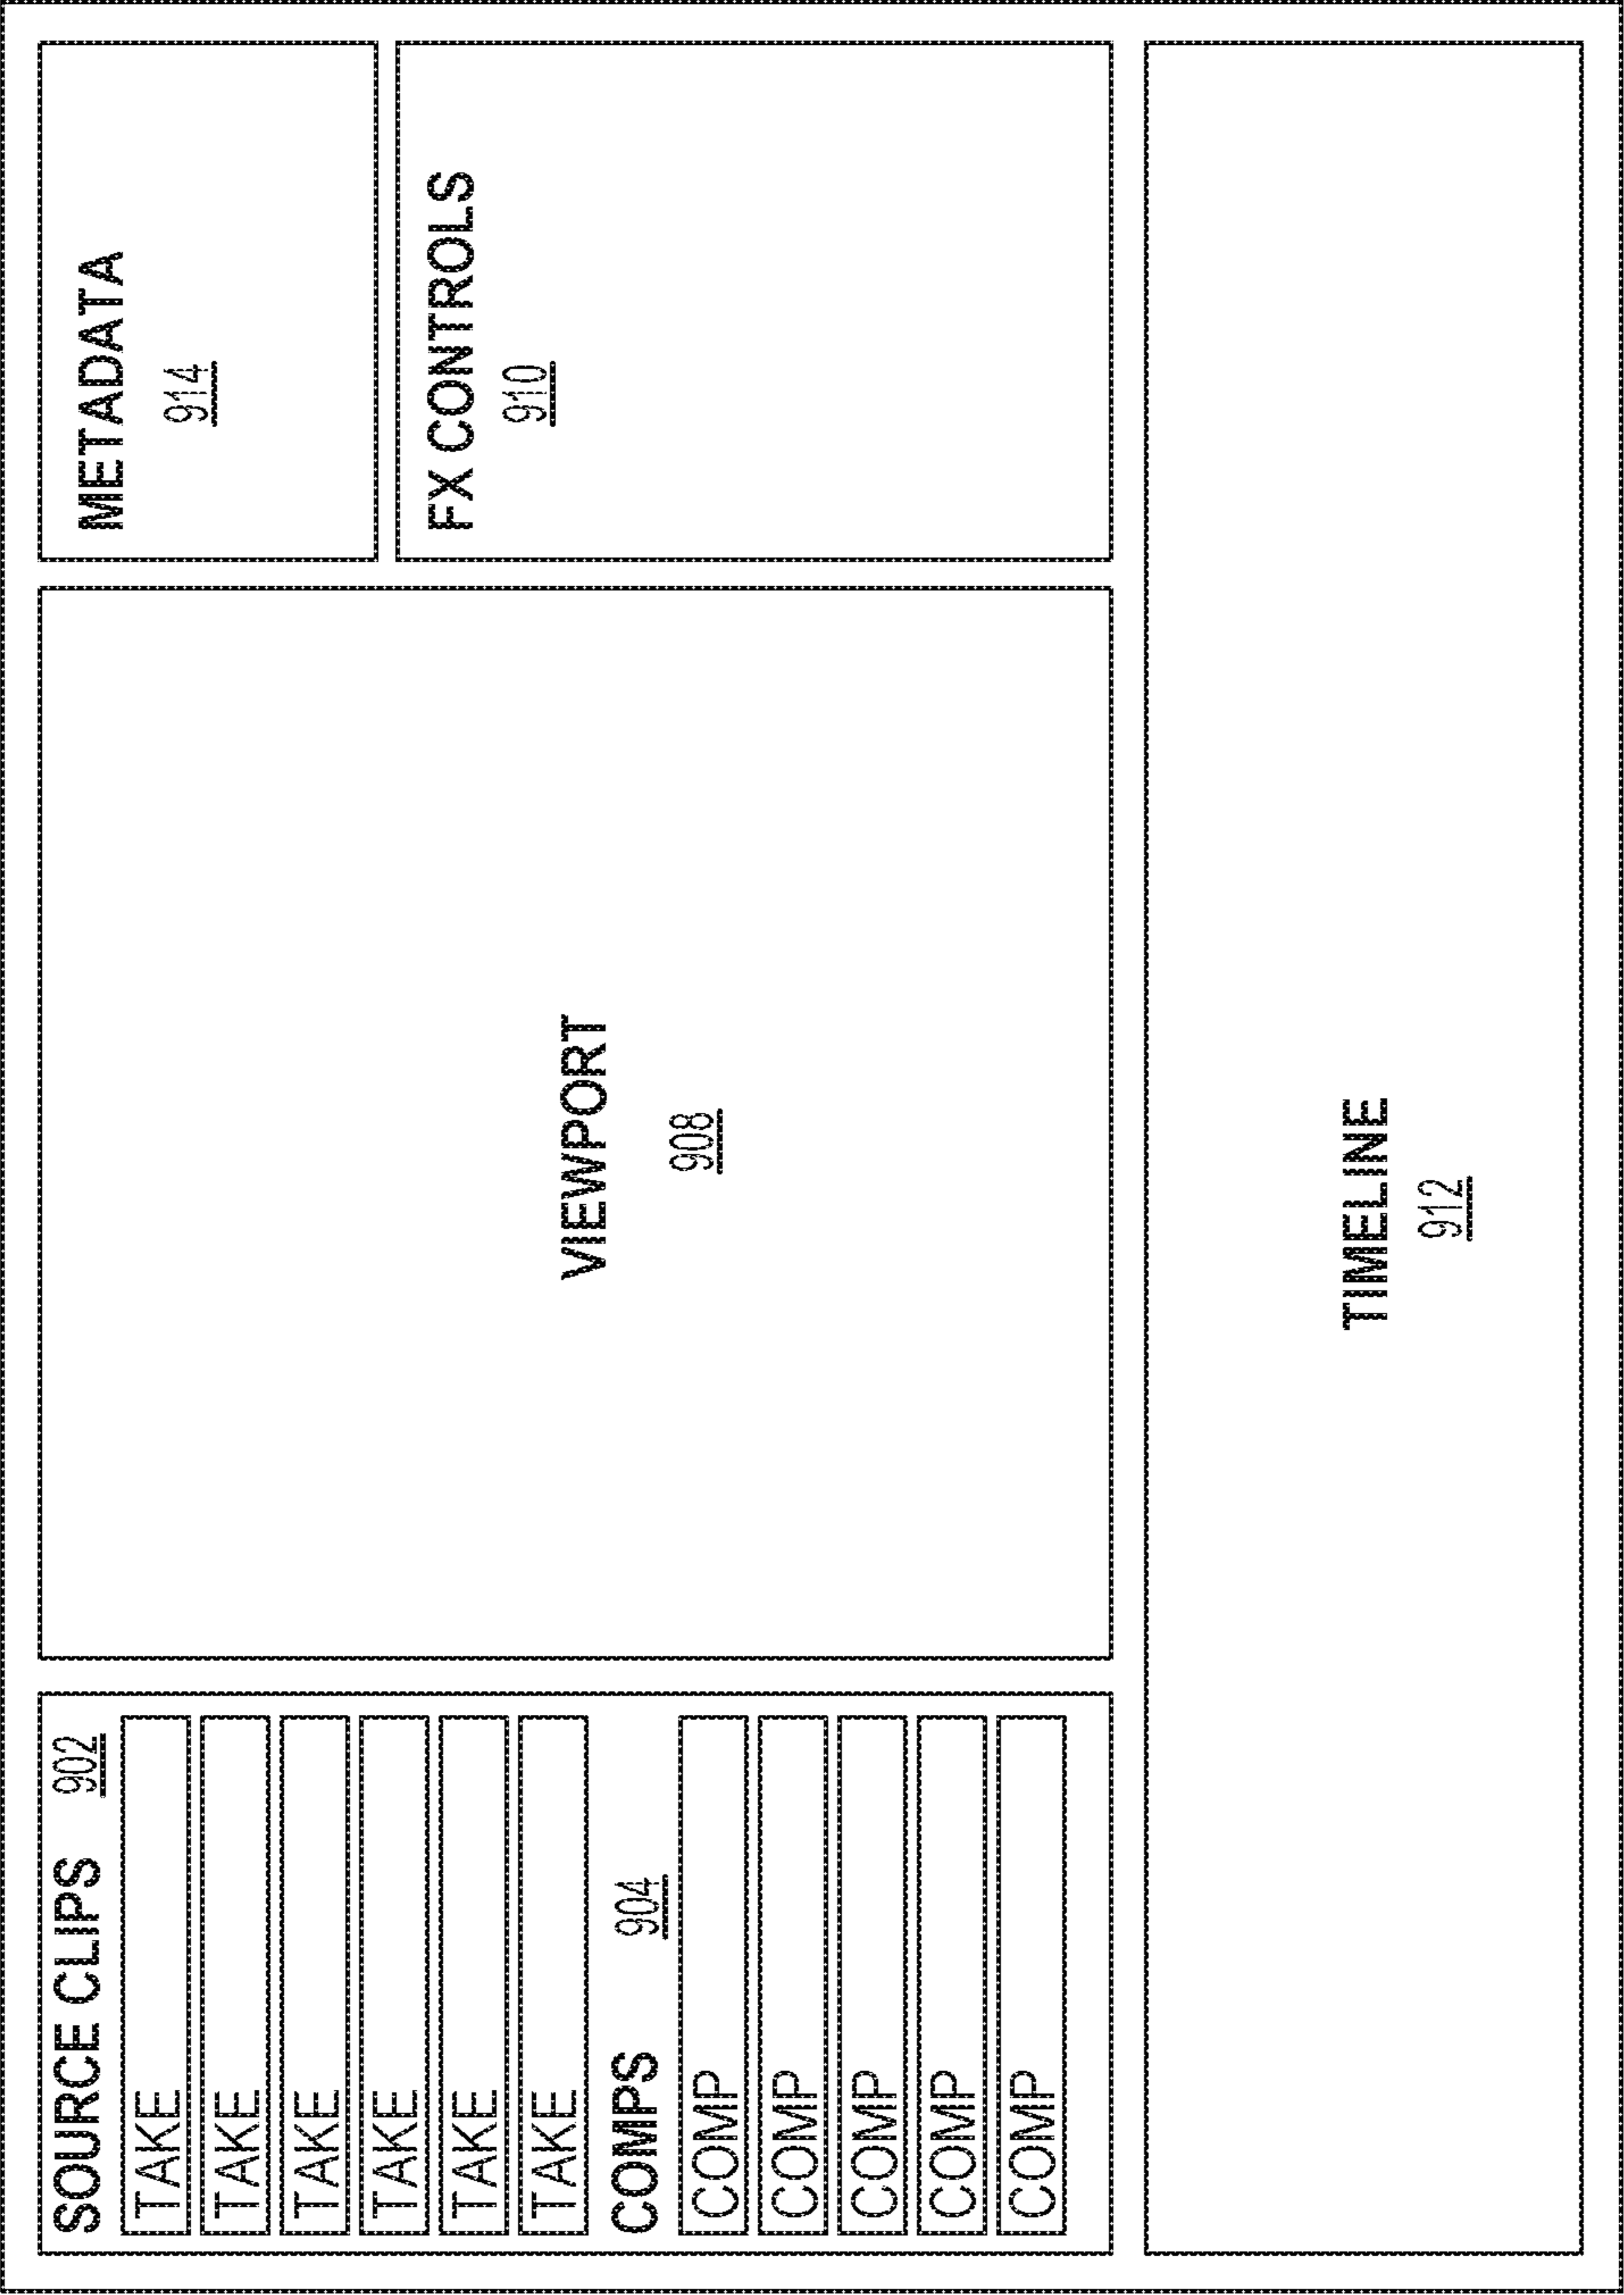 SOURCE CLIPS 902
TAKE
TAKE
TAKE
TAKE
TAKE
TAKE
COMPS 904
COMP
COMP
COMP
COMP
COMP
VIEWPORT
908
METADATA
914
FX CONTROLS
910
TIMELINE
912